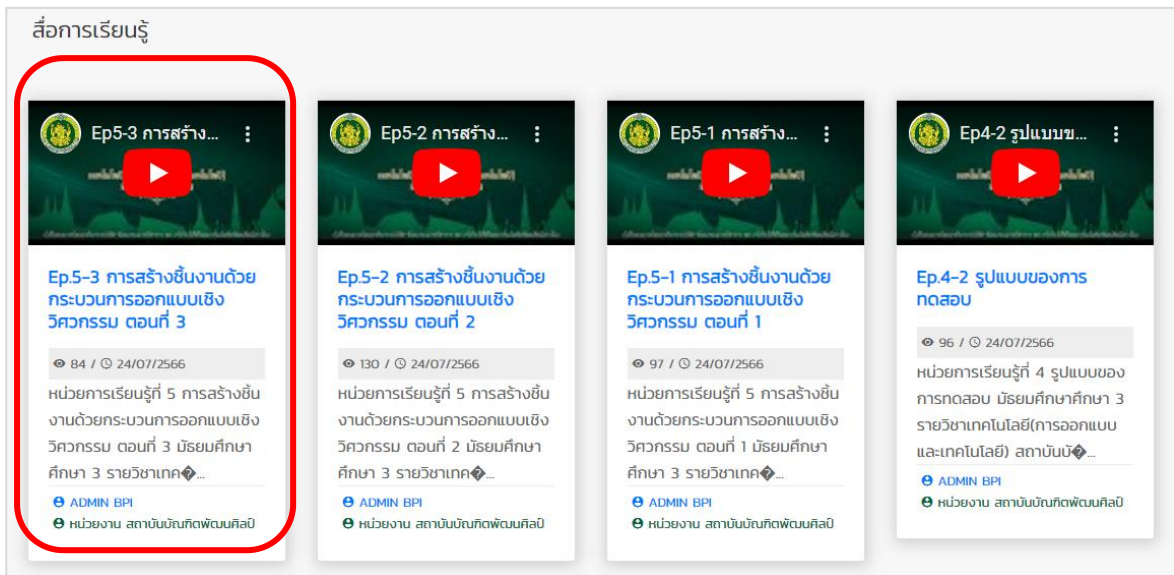 สื่อการเรียนรู้
Ep5-3 การสร้าง...
Ep.5-3 การสร้างชิ้นงานด้วย
กระบวนการออกแบบเชิง
วิศวกรรม ตอนที่ 3
84 / 24/07/2566
หน่วยการเรียนรู้ที่ 5 การสร้างชิ้น
งานด้วยกระบวนการออกแบบเชิง
วิศวกรรม ตอนที่ 3 มัธยมศึกษา
ศึกษา 3 รายวิชาเทค�...
ADMIN BPI
หน่วยงาน สถาบันบัณฑิตพัฒนศิลป์
Ep5-2 การสร้าง...
Ep.5-2 การสร้างชิ้นงานด้วย
กระบวนการออกแบบเชิง
วิศวกรรม ตอนที่ 2
130 / 24/07/2566
หน่วยการเรียนรู้ที่ 5 การสร้างชิ้น
งานด้วยกระบวนการออกแบบเชิง
วิศวกรรม ตอนที่ 2 มัธยมศึกษา
ศึกษา 3 รายวิชาเทค�...
ADMIN BPI
หน่วยงาน สถาบันบัณฑิตพัฒนศิลป์
Ep5-1 การสร้าง...
Ep.5-1 การสร้างชิ้นงานด้วย
กระบวนการออกแบบเชิง
วิศวกรรม ตอนที่ 1
97 / 24/07/2566
หน่วยการเรียนรู้ที่ 5 การสร้างชิ้น
งานด้วยกระบวนการออกแบบเชิง
วิศวกรรม ตอนที่ 1 มัธยมศึกษา
ศึกษา 3 รายวิชาเทค�...
ADMIN BPI
หน่วยงาน สถาบันบัณฑิตพัฒนศิลป์
Ep4-2 รูปแบบข...
Ep.4-2 รูปแบบของการ
ทดสอบ
96 / 24/07/2566
หน่วยการเรียนรู้ที่ 4 รูปแบบของ
การทดสอบ มัธยมศึกษาศึกษา 3
รายวิชาเทคโนโลยี(การออกแบบ
และเทคโนโลยี) สถาบันบั�...
ADMIN BPI
หน่วยงาน สถาบันบัณฑิตพัฒนศิลป์